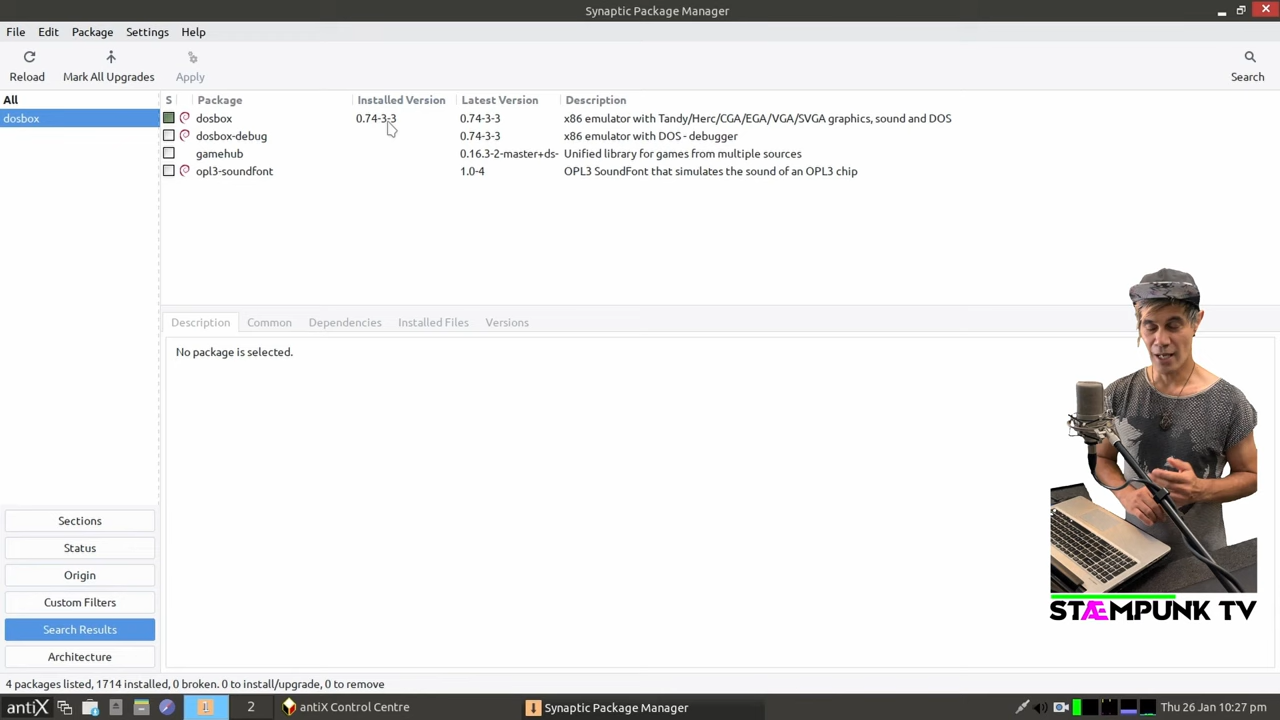 Synaptic Package Manager
File Edit Package Settings Help
Reload Mark All Upgrades Apply Search
All S Package Installed Version Latest Version Description
dosbox dosbox 0.74-3-3 0.74-3-3 x86 emulator with Tandy/Herc/CGA/EGA/VGA/SVGA graphics, sound and DOS
dosbox-debug 0.74-3-3 x86 emulator with DOS - debugger
gamehub 0.16.3-2-master+ds- Unified library for games from multiple sources
opl3-soundfont 1.0-4 OPL3 SoundFont that simulates the sound of an OPL3 chip
Description Common Dependencies Installed Files Versions
No package is selected.
Sections
Status
Origin
Custom Filters
Search Results
Architecture
STÆMPUNK TV
4 packages listed, 1714 installed, 0 broken. 0 to install/upgrade, 0 to remove
antiX 1 2 antiX Control Centre Synaptic Package Manager Thu 26 Jan 10:27 pm